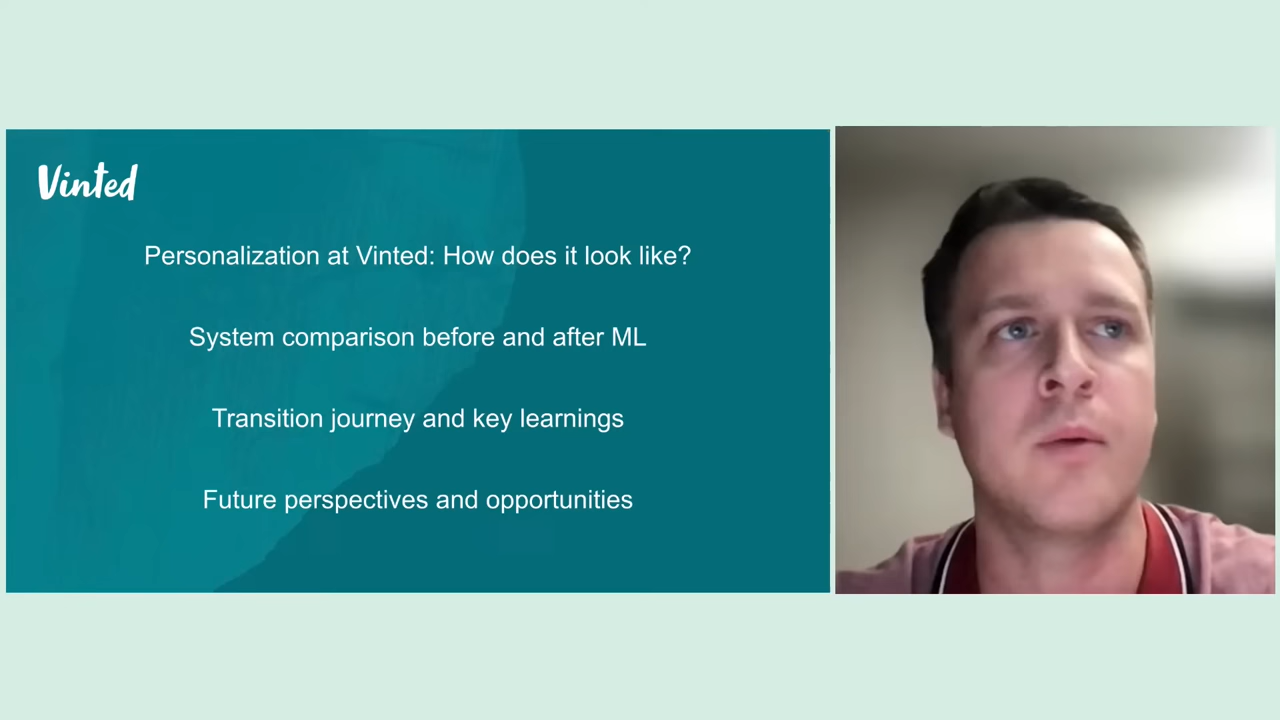 Vinted
Personalization at Vinted: How does it look like?
System comparison before and after ML
Transition journey and key learnings
Future perspectives and opportunities